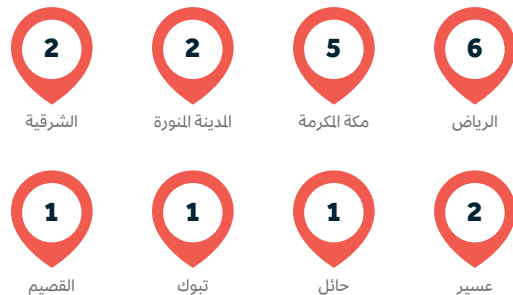 6 5 2 2
الرياض مكة المكرمة المدينة المنورة الشرقية
2 1 1 1
عسير حائل تبوك القصيم